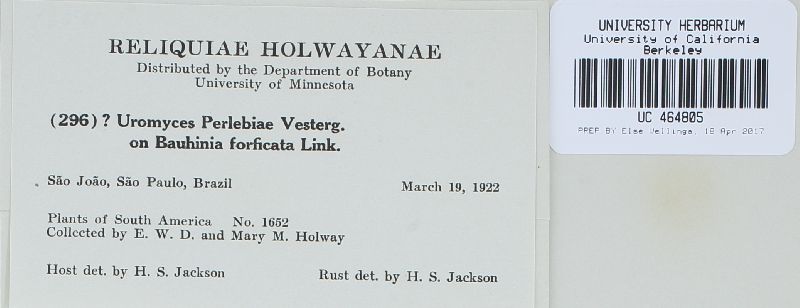 RELIQUIAE HOLWAYANAE
Distributed by the Department of Botany
University of Minnesota
(296) ? Uromyces Perlebiae Vesterg.
on Bauhinia forficata Link.
São João, São Paulo, Brazil March 19, 1922
Plants of South America No. 1652
Collected by E. W. D. and Mary M. Holway
Host det. by H. S. Jackson Rust det. by H. S. Jackson
UNIVERSITY HERBARIUM
University of California
Berkeley
UC 464805
PREP BY Else Vellinga, 18 Apr 2017